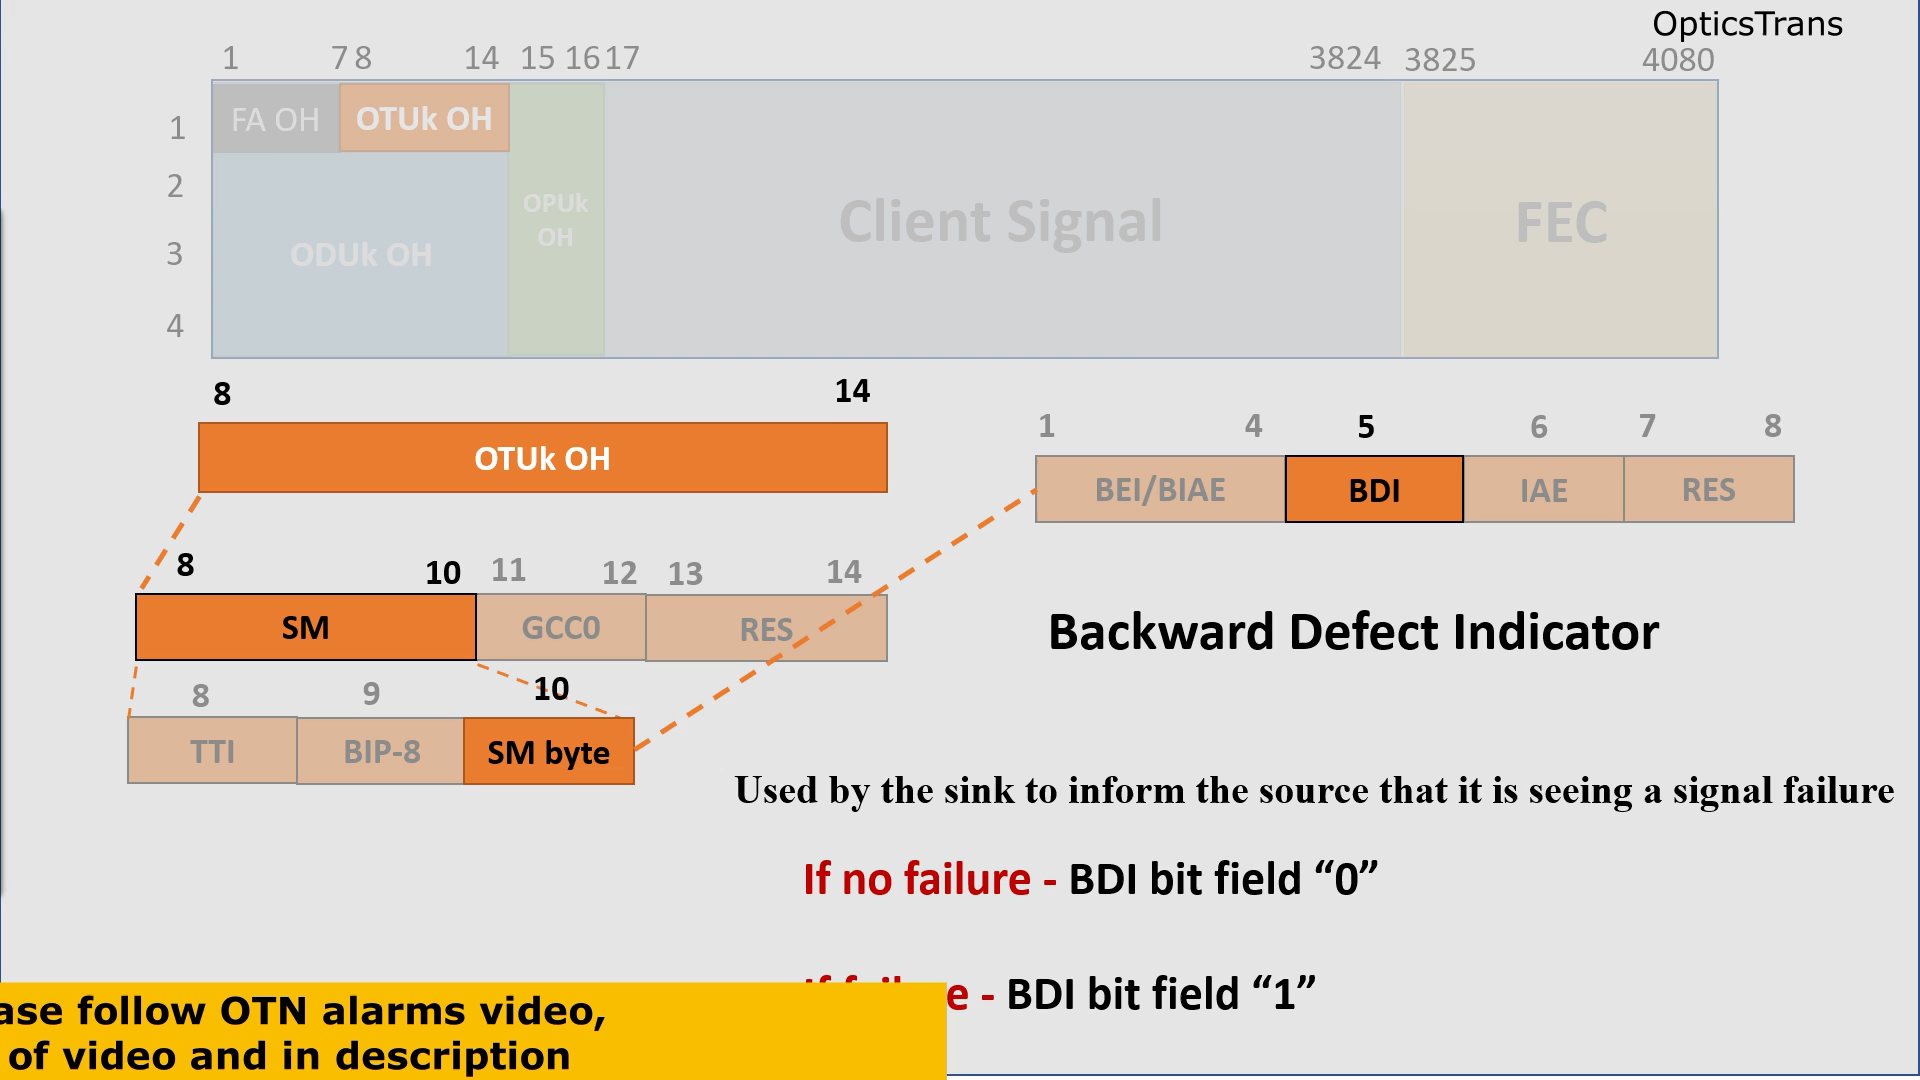 OpticsTrans
1 7 8 14 15 16 17 3824 3825 4080
1 FA OH OTUk OH
2 OPUk
OH Client Signal FEC
3 ODUk OH
4
8 14
OTUk OH
1 4 5 6 7 8
BEI/BIAE BDI IAE RES
8 10 11 12 13 14
SM GCC0 RES
Backward Defect Indicator
8 9 10
TTI BIP-8 SM byte
Used by the sink to inform the source that it is seeing a signal failure
If no failure - BDI bit field “0”
- BDI bit field “1”
follow OTN alarms video,
of video and in description